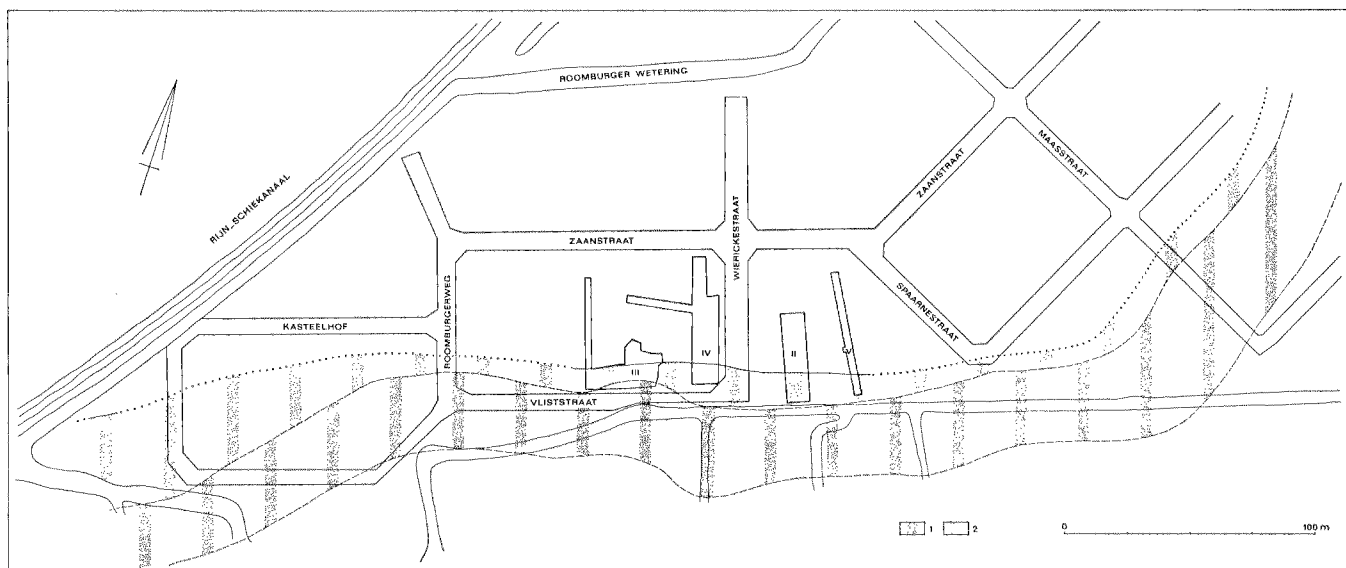 ROOMBURGER WETERING
MAASSTRAAT
ZAANSTRAAT
RIJN_SCHIEKANAAL
ZAANSTRAAT
WIERICKESTRAAT
ROOMBURGERWEG
SPAARNESTRAAT
KASTEELHOF
IV
II
V
III
VLISTSTRAAT
1 2
0 100 m